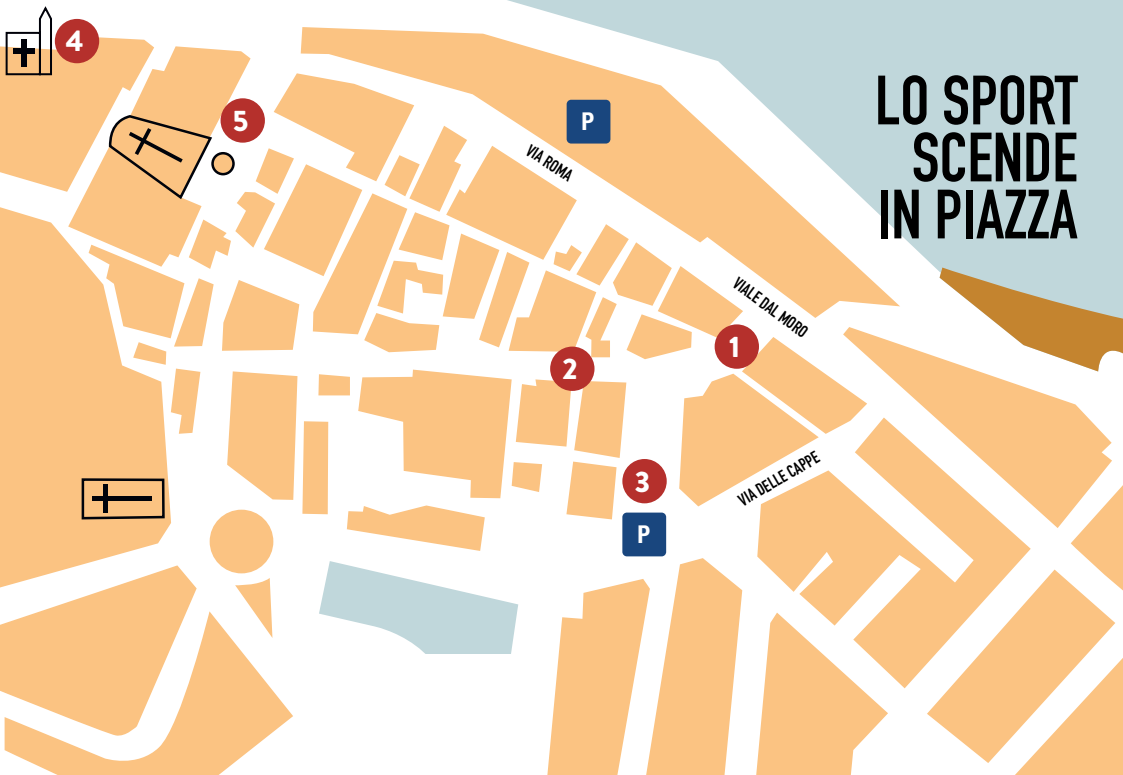 4
5
P
LO SPORT
SCENDE
IN PIAZZA
VIA ROMA
VIALE DAL MORO
1
2
3
VIA DELLE CAPPE
P